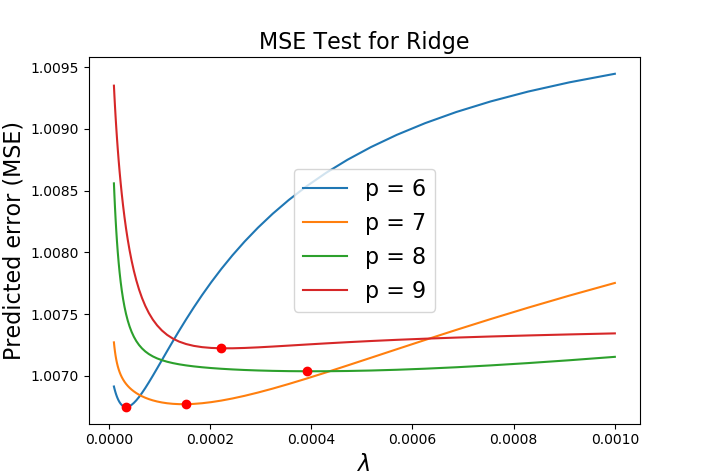 MSE Test for Ridge
Predicted error (MSE)
1.0095
1.0090
1.0085
1.0080
1.0075
1.0070
p = 6
p = 7
p = 8
p = 9
0.0000 0.0002 0.0004 0.0006 0.0008 0.0010
λ